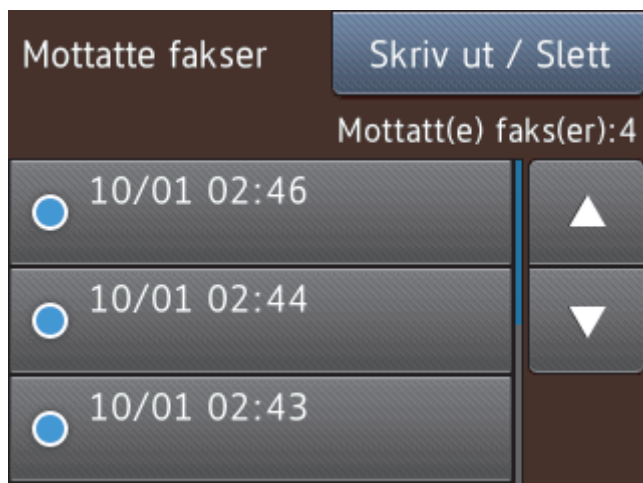 Mottatte fakser
Skriv ut / Slett
Mottatt(e) faks(er):4
10/01 02:46
10/01 02:44
10/01 02:43